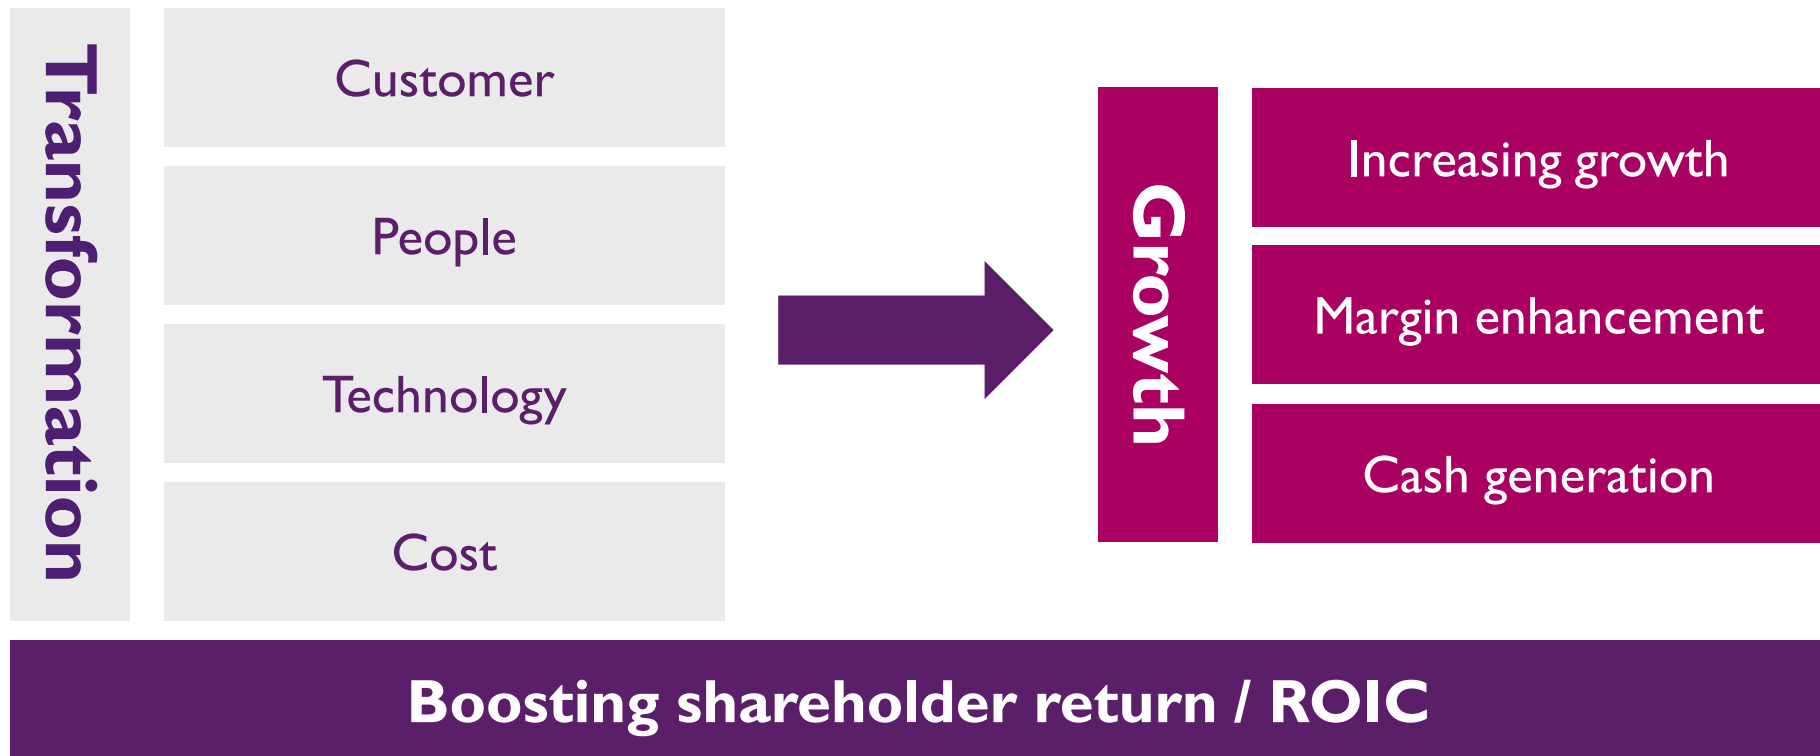 Transformation
Customer
People
Technology
Cost
Growth
Increasing growth
Margin enhancement
Cash generation
Boosting shareholder return / ROIC